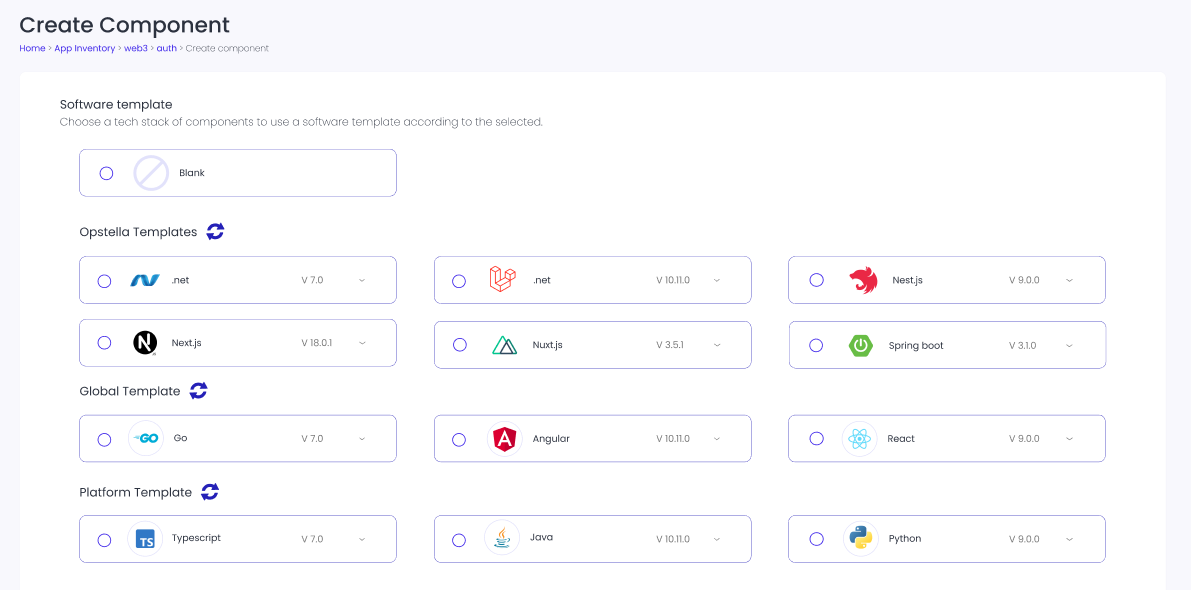 Create Component
Home > App Inventory > web3 > auth > Create component
Software template
Choose a tech stack of components to use a software template according to the selected.
Blank
Opstella Templates
.net V 7.0
.net V 10.11.0
Nest.js V 9.0.0
Next.js V 18.0.1
Nuxt.js V 3.5.1
Spring boot V 3.1.0
Global Template
GO Go V 7.0
Angular V 10.11.0
React V 9.0.0
Platform Template
TS Typescript V 7.0
Java V 10.11.0
Python V 9.0.0